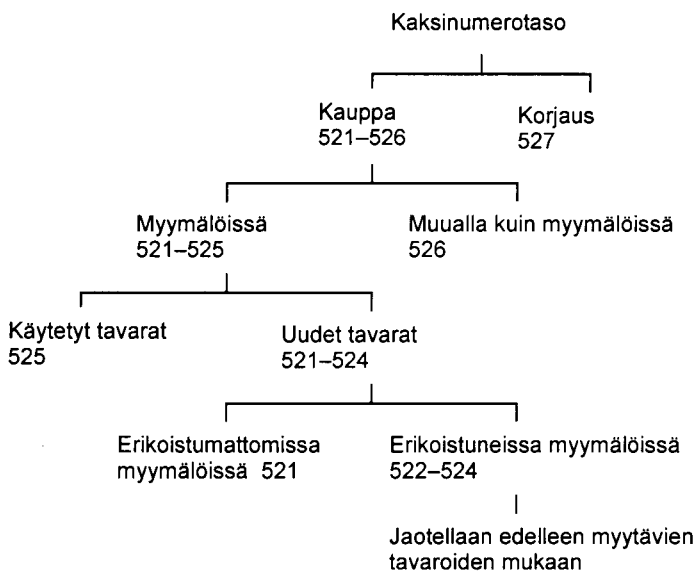 Kaksinumerotaso
Kauppa
521–526
Korjaus
527
Myymälöissä
521–525
Muualla kuin myymälöissä
526
Käytetyt tavarat
525
Uudet tavarat
521–524
Erikoistumattomissa
myymälöissä 521
Erikoistuneissa myymälöissä
522–524
Jaotellaan edelleen myytävien
tavaroiden mukaan